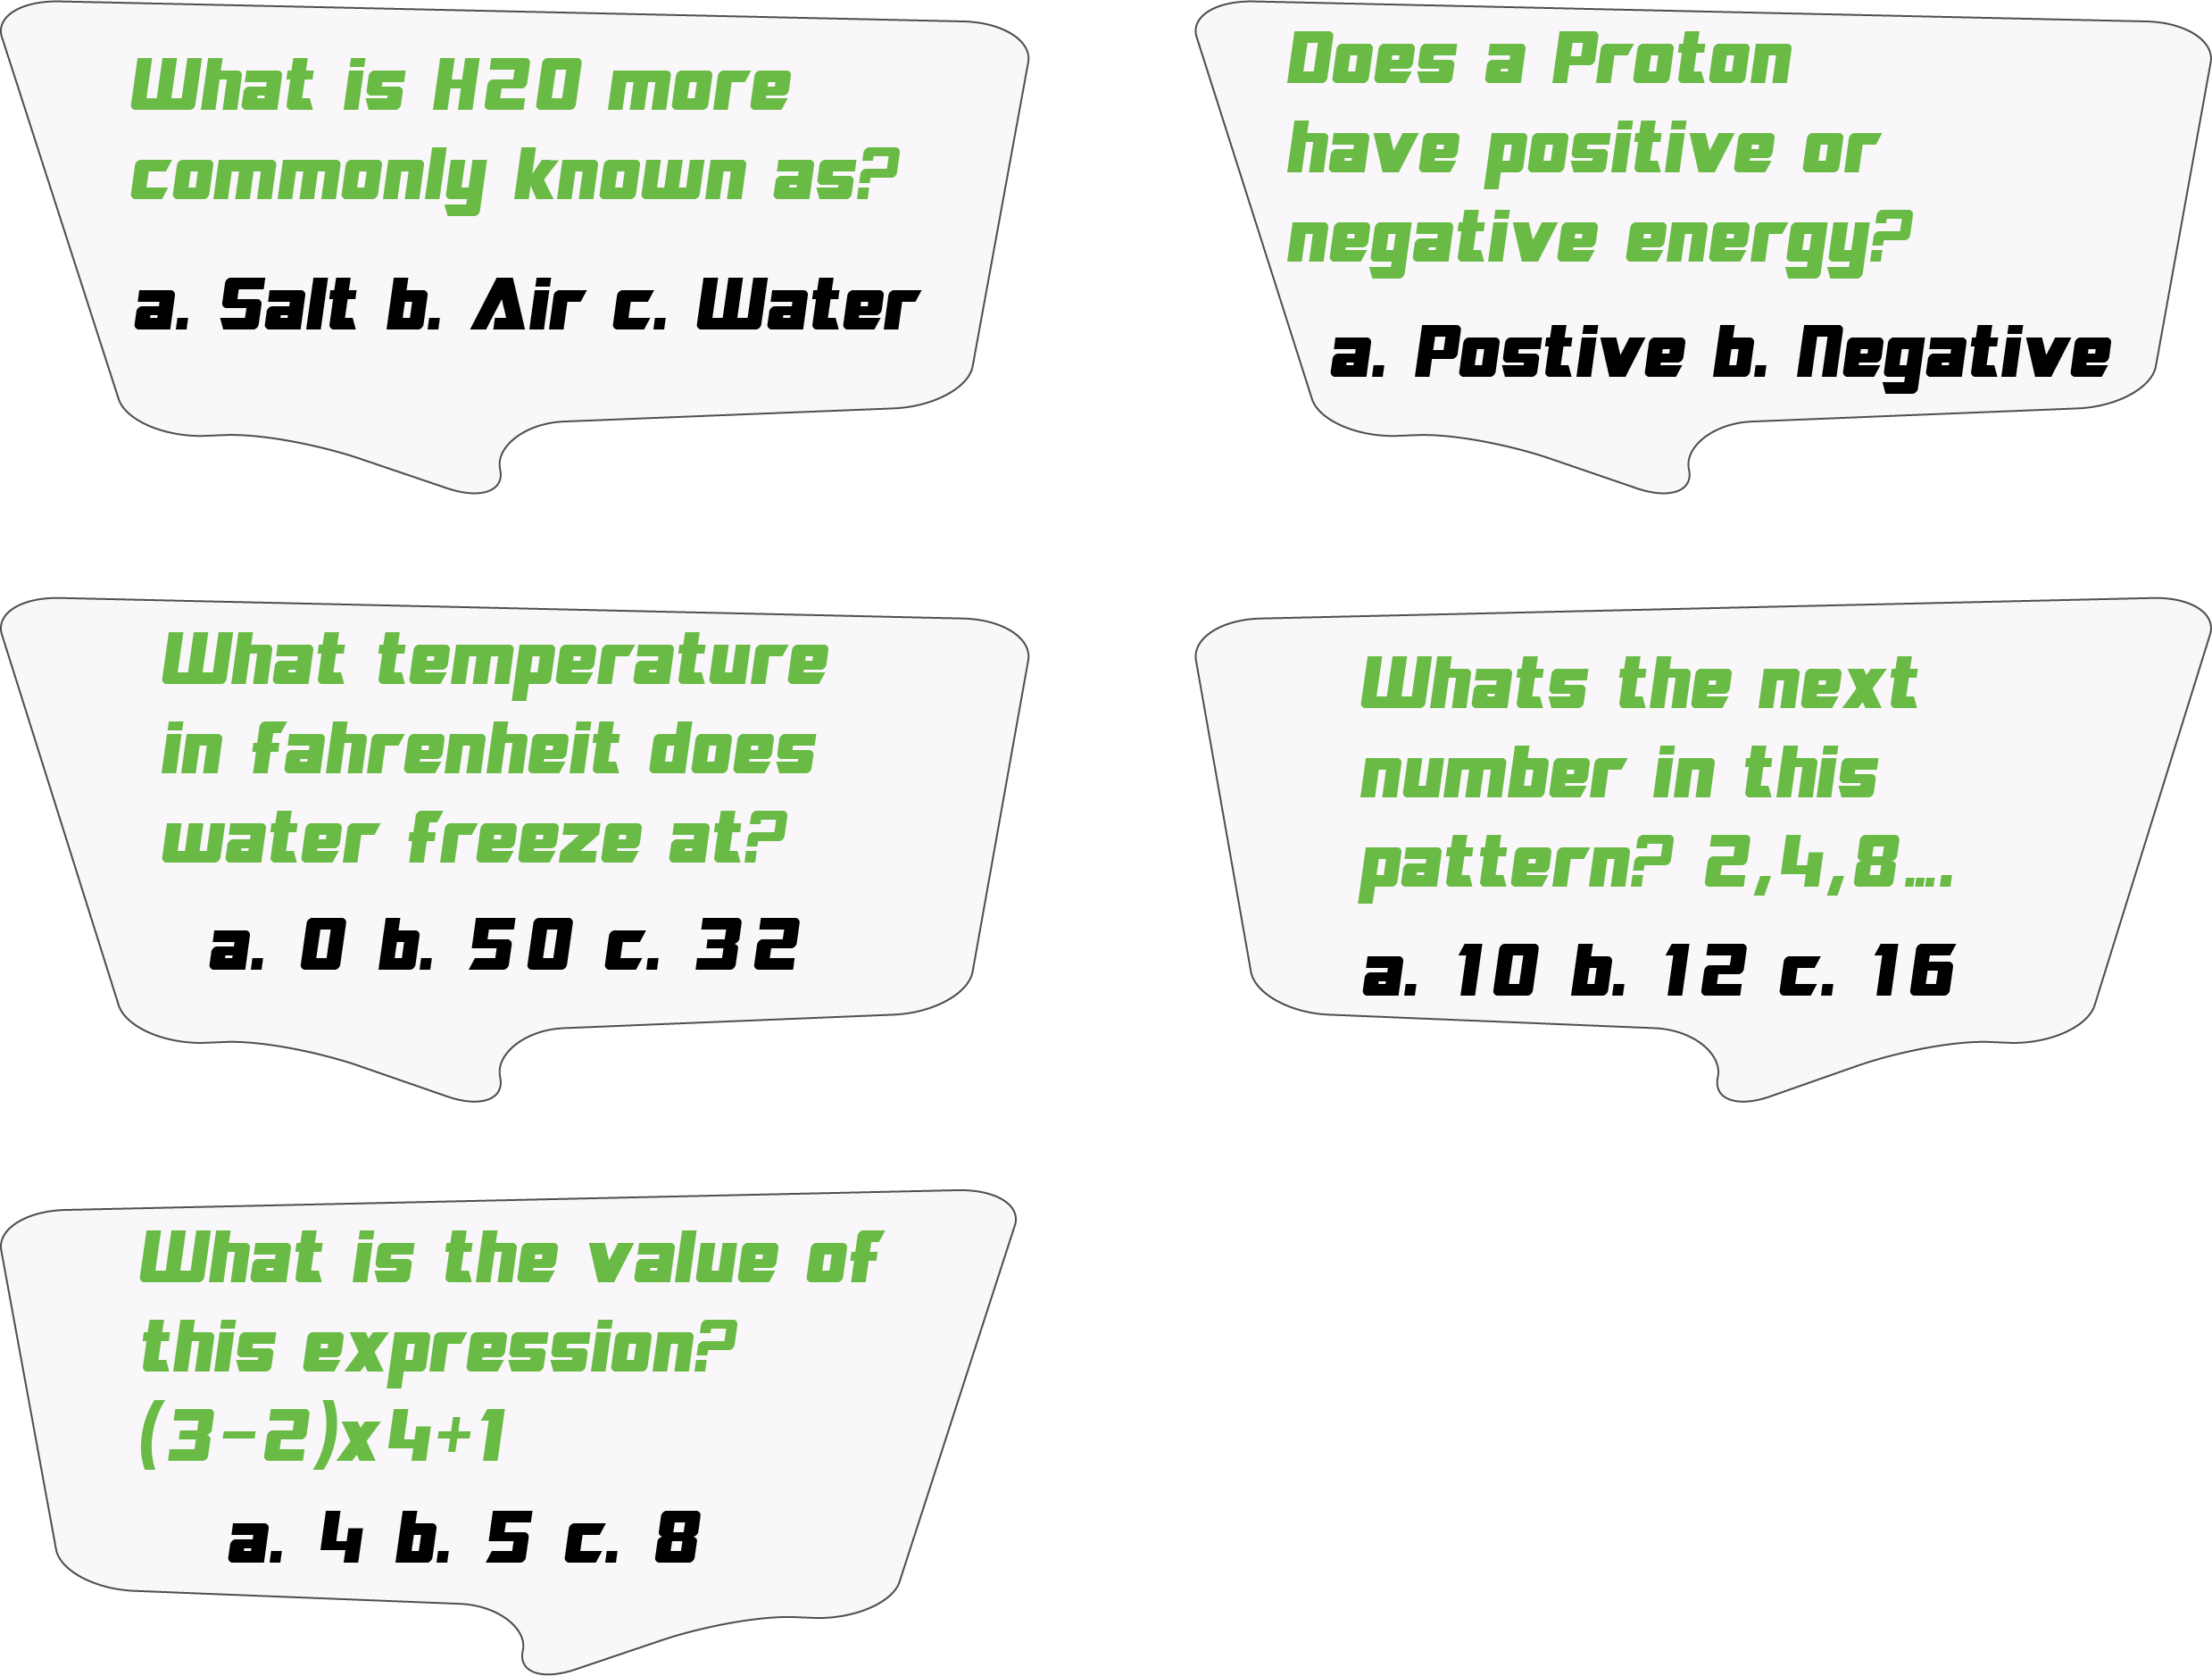 What is H2O more
commonly known as?
a. Salt b. Air c. Water
Does a Proton
have positive or
negative energy?
a. Postive b. Negative
What temperature
in fahrenheit does
water freeze at?
a. 0 b. 50 c. 32
Whats the next
number in this
pattern? 2,4,8....
a. 10 b. 12 c. 16
What is the value of
this expression?
(3-2)x4+1
a. 4 b. 5 c. 8